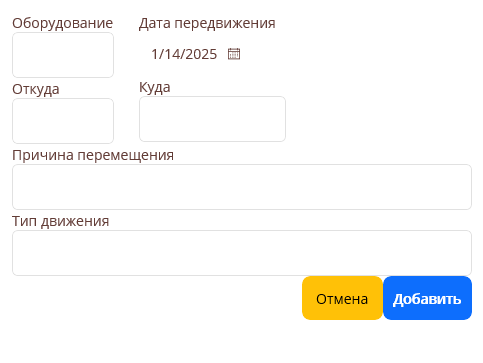 Оборудование
Дата передвижения
1/14/2025
Откуда
Куда
Причина перемещения
Тип движения
Отмена
Добавить